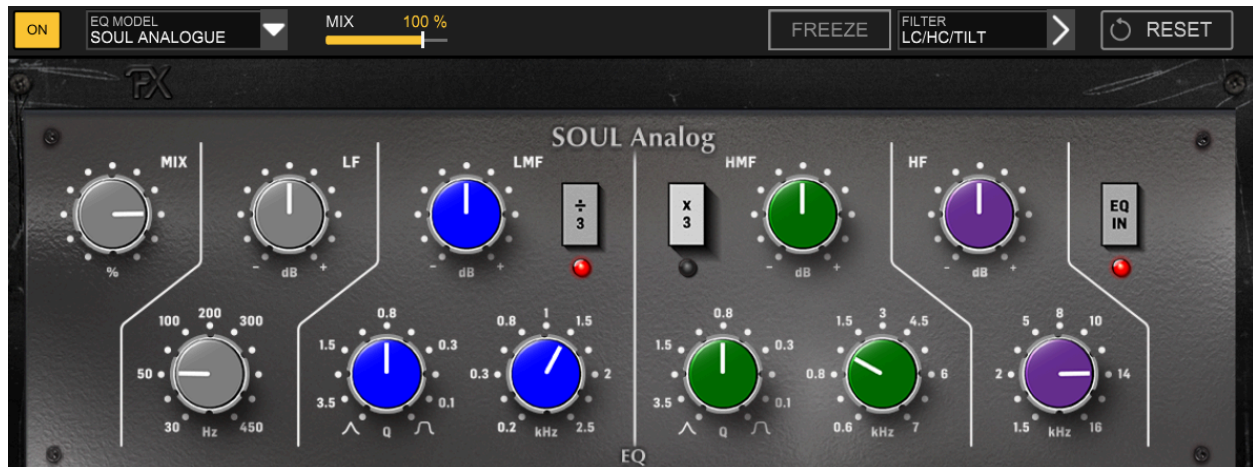 ON
EQ MODEL
SOUL ANALOGUE
MIX 100 %
FREEZE
FILTER
LC/HC/TILT
RESET
FX
SOUL Analog
MIX
%
LF
- dB +
LMF
- dB +
÷
3
x
3
HMF
- dB +
HF
- dB +
EQ
IN
30 50 100 200 300 450
Hz
3.5 1.5 0.8 0.3 0.1
Q
0.2 0.3 0.8 1 1.5 2 2.5
kHz
3.5 1.5 0.8 0.3 0.1
Q
0.6 0.8 1.5 3 4.5 6 7
kHz
1.5 2 5 8 10 14 16
kHz
EQ